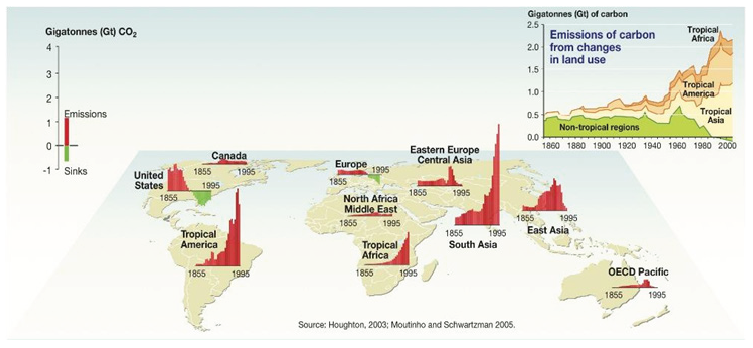 Gigatonnes (Gt) CO2
4
3
2
1
0
-1
Emissions
Sinks
Gigatonnes (Gt) of carbon
Emissions of carbon
from changes
in land use
2.5
2.0
1.5
1.0
0.5
0.0
Tropical
Africa
Tropical
America
Tropical
Asia
Non-tropical regions
1860 1880 1900 1920 1940 1960 1980 2000
United
States
1855
1995
Canada
1855
1995
Europe
1855
1995
Eastern Europe
Central Asia
1855
1995
North Africa
Middle East
1855
1995
Tropical
America
1855
1995
Tropical
Africa
1855
1995
1855
1995
South Asia
1855
1995
East Asia
OECD Pacific
1855
1995
Source: Houghton, 2003; Moutinho and Schwartzman 2005.